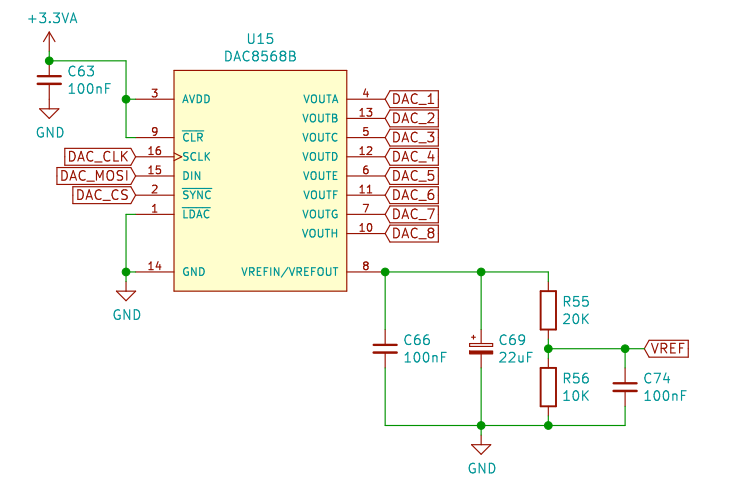 +3.3VA
C63
100nF
GND
U15
DAC8568B
3 AVDD VOUTA 4 DAC_1
VOUTB 13 DAC_2
9 CLR VOUTC 5 DAC_3
DAC_CLK 16 SCLK VOUTD 12 DAC_4
DAC_MOSI 15 DIN VOUTE 6 DAC_5
DAC_CS 2 SYNC VOUTF 11 DAC_6
1 LDAC VOUTG 7 DAC_7
VOUTH 10 DAC_8
14 GND VREFIN/VREFOUT 8
GND
R55
20K
C66
100nF
+
C69
22uF
VREF
R56
10K
C74
100nF
GND